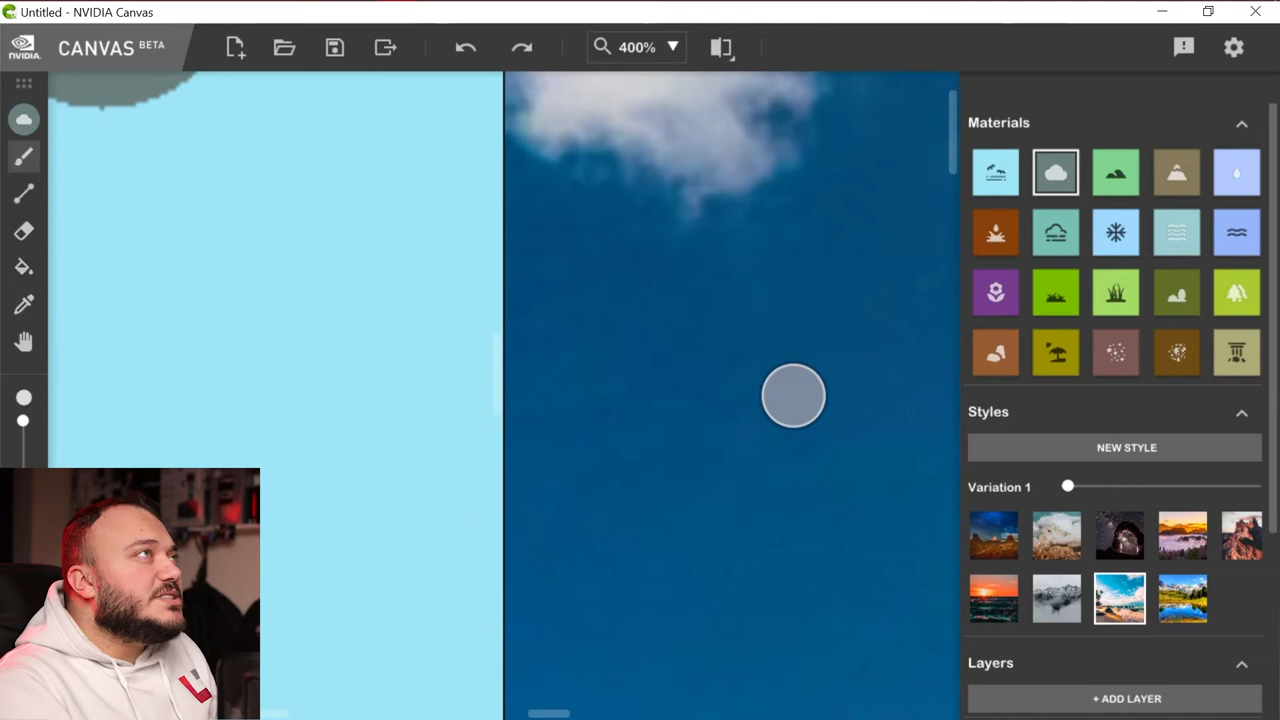 Untitled - NVIDIA Canvas
NVIDIA
CANVAS BETA
400%
Materials
Styles
NEW STYLE
Variation 1
Layers
+ ADD LAYER